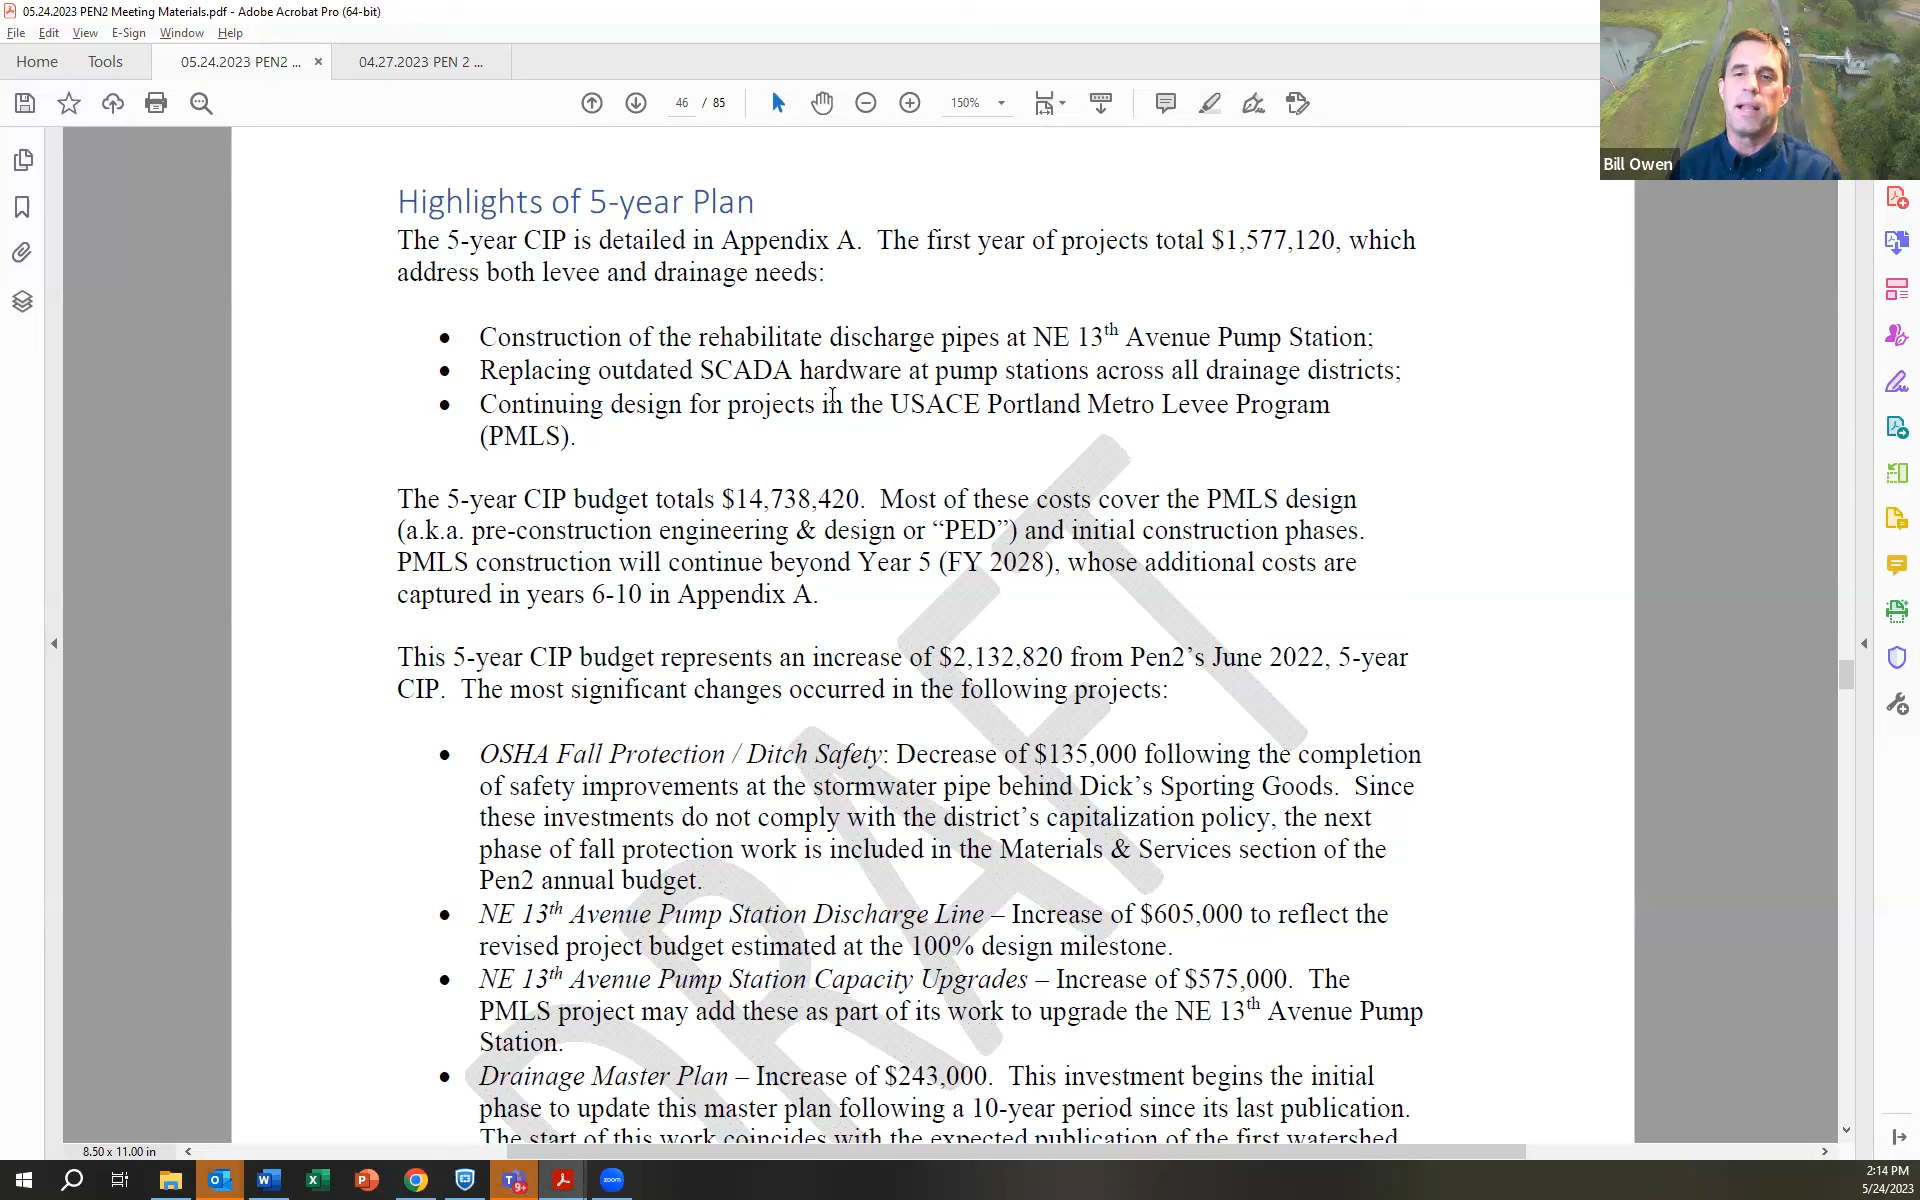 05.24.2023 PEN2 Meeting Materials.pdf - Adobe Acrobat Pro (64-bit)
File Edit View E-Sign Window Help
Home Tools 05.24.2023 PEN2 ... × 04.27.2023 PEN 2 ...
46 / 85 150%
Bill Owen
Highlights of 5-year Plan
The 5-year CIP is detailed in Appendix A. The first year of projects total $1,577,120, which
address both levee and drainage needs:
• Construction of the rehabilitate discharge pipes at NE 13th Avenue Pump Station;
• Replacing outdated SCADA hardware at pump stations across all drainage districts;
• Continuing design for projects in the USACE Portland Metro Levee Program
(PMLS).
The 5-year CIP budget totals $14,738,420. Most of these costs cover the PMLS design
(a.k.a. pre-construction engineering & design or “PED”) and initial construction phases.
PMLS construction will continue beyond Year 5 (FY 2028), whose additional costs are
captured in years 6-10 in Appendix A.
This 5-year CIP budget represents an increase of $2,132,820 from Pen2’s June 2022, 5-year
CIP. The most significant changes occurred in the following projects:
• OSHA Fall Protection / Ditch Safety: Decrease of $135,000 following the completion
of safety improvements at the stormwater pipe behind Dick’s Sporting Goods. Since
these investments do not comply with the district’s capitalization policy, the next
phase of fall protection work is included in the Materials & Services section of the
Pen2 annual budget.
• NE 13th Avenue Pump Station Discharge Line – Increase of $605,000 to reflect the
revised project budget estimated at the 100% design milestone.
• NE 13th Avenue Pump Station Capacity Upgrades – Increase of $575,000. The
PMLS project may add these as part of its work to upgrade the NE 13th Avenue Pump
Station.
• Drainage Master Plan – Increase of $243,000. This investment begins the initial
phase to update this master plan following a 10-year period since its last publication.
The start of this work coincides with the expected publication of the first watershed
DRAFT
8.50 x 11.00 in
9+
zoom
2:14 PM
5/24/2023